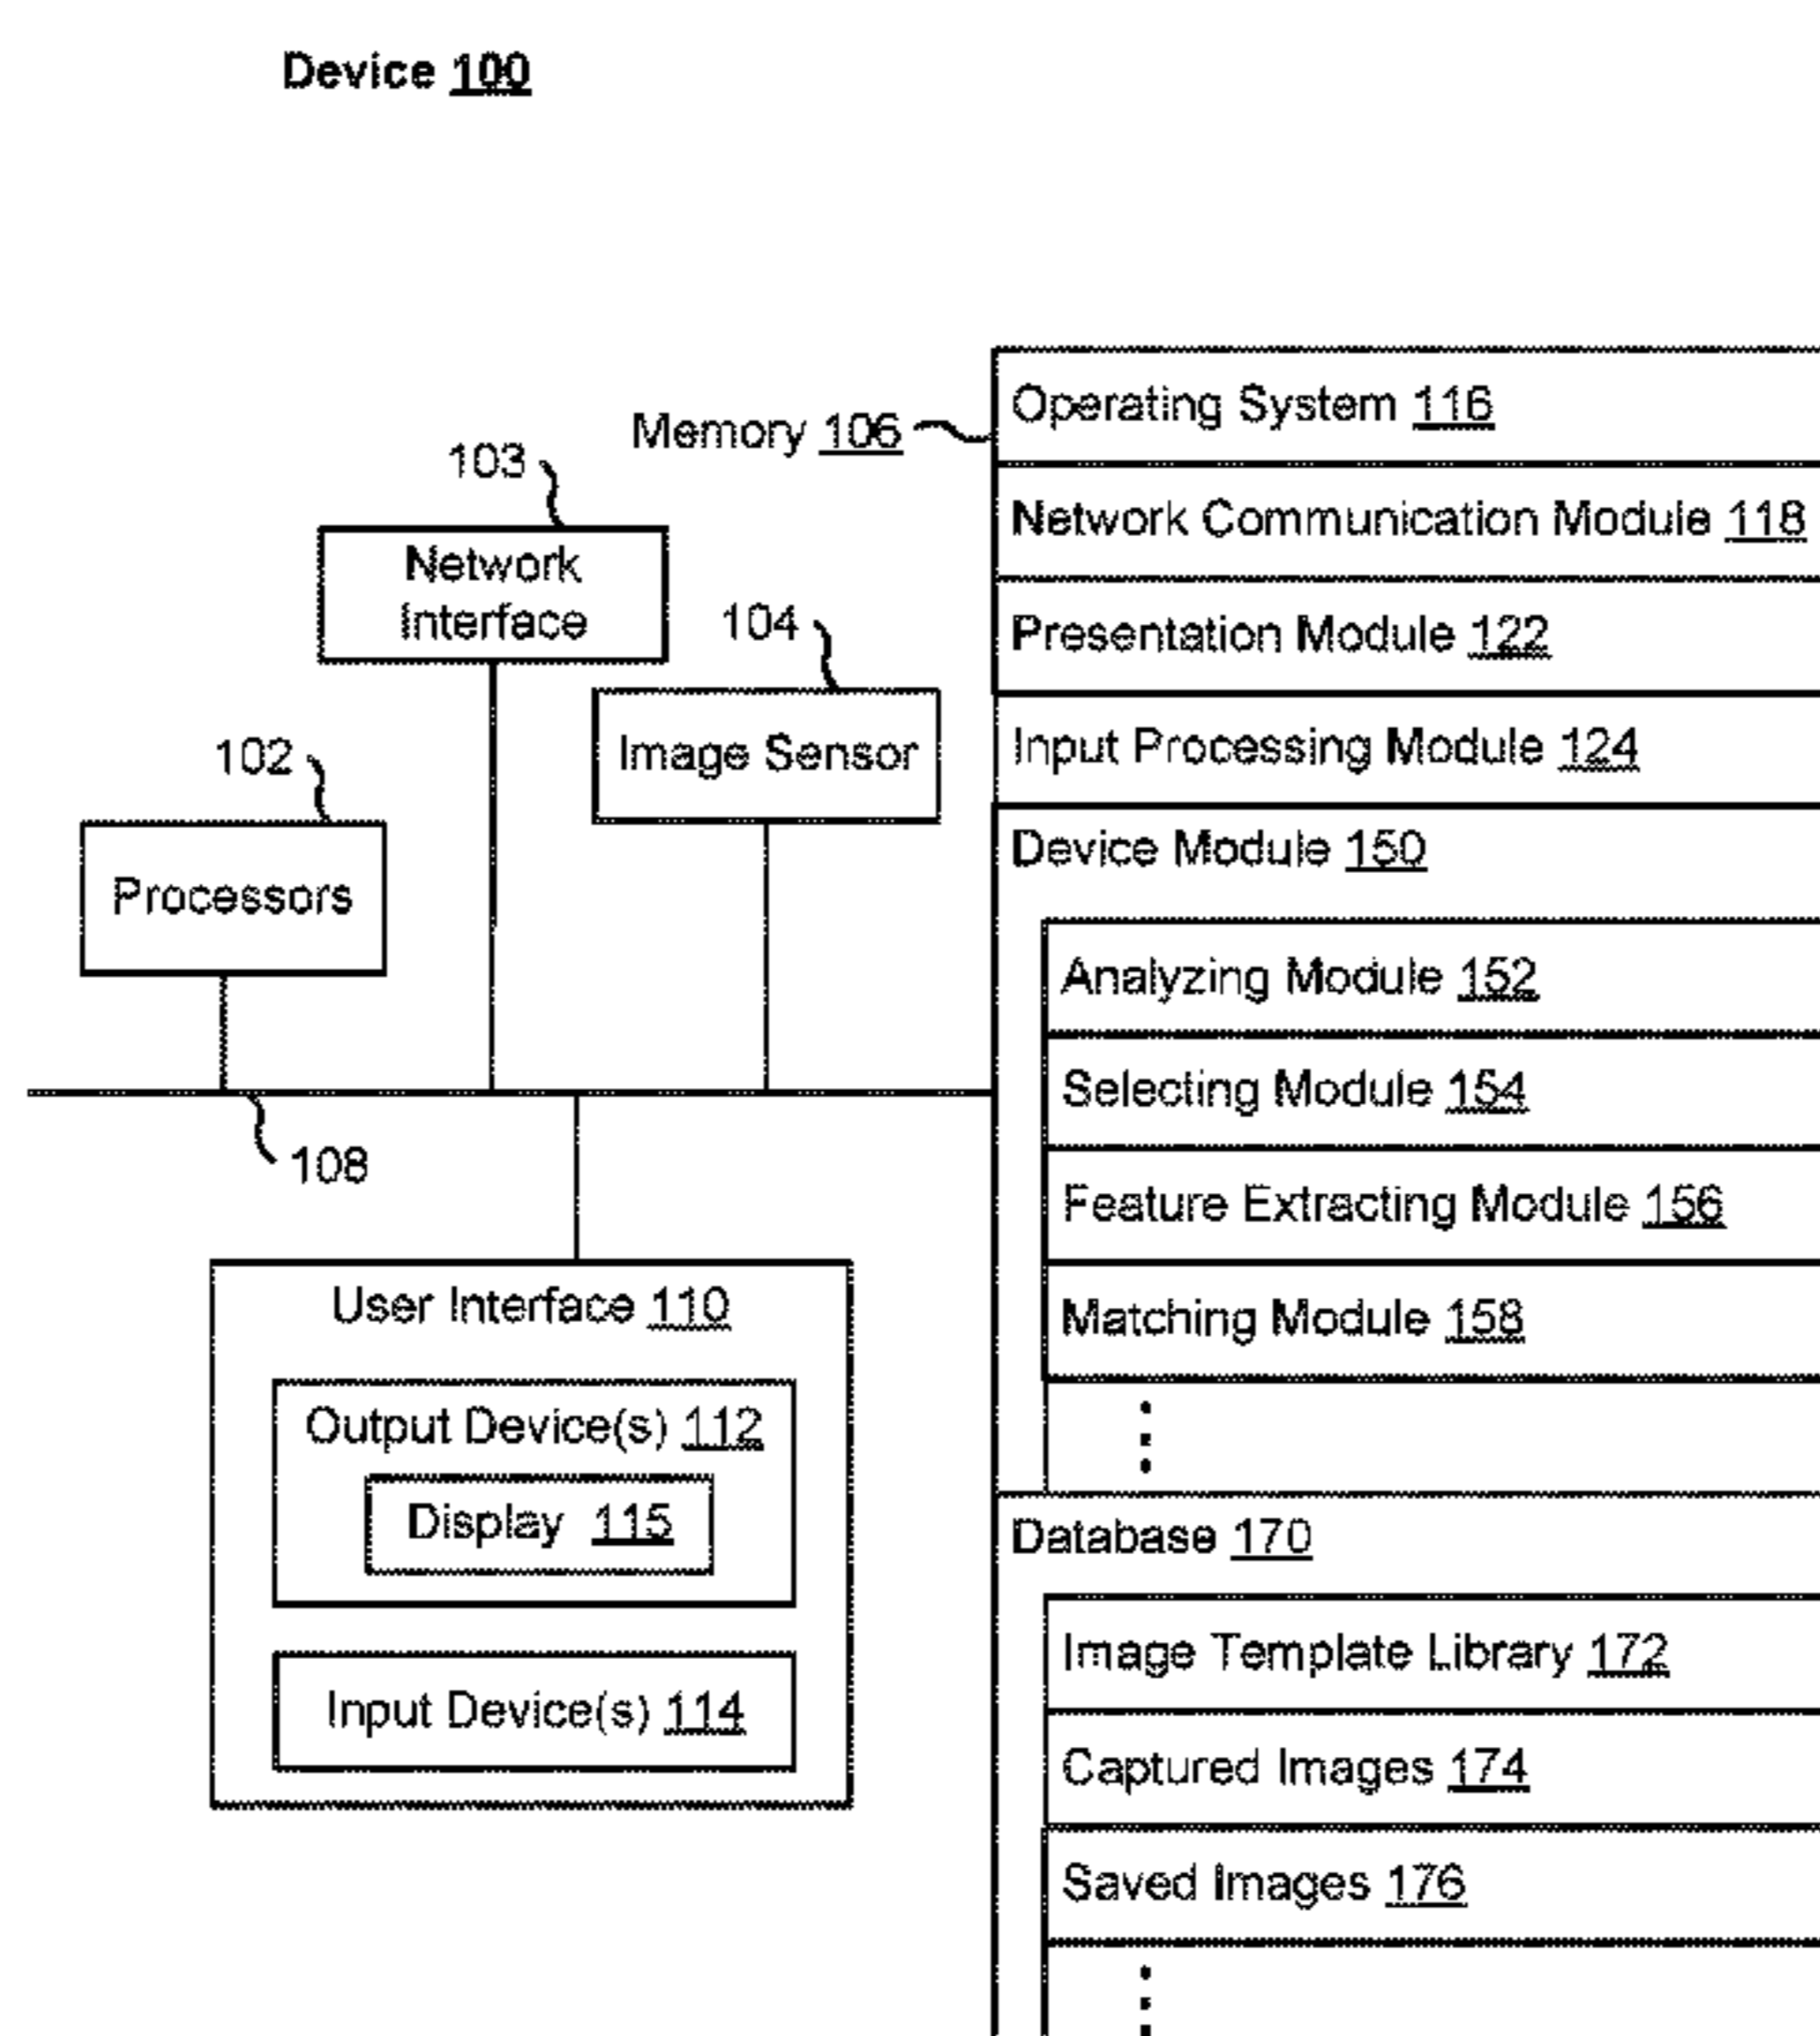 Device 100
Memory 106
103
Network
Interface
104
Image Sensor
102
Processors
108
User Interface 110
Output Device(s) 112
Display 115
Input Device(s) 114
Operating System 116
Network Communication Module 118
Presentation Module 122
Input Processing Module 124
Device Module 150
Analyzing Module 152
Selecting Module 154
Feature Extracting Module 156
Matching Module 158
Database 170
Image Template Library 172
Captured Images 174
Saved Images 176